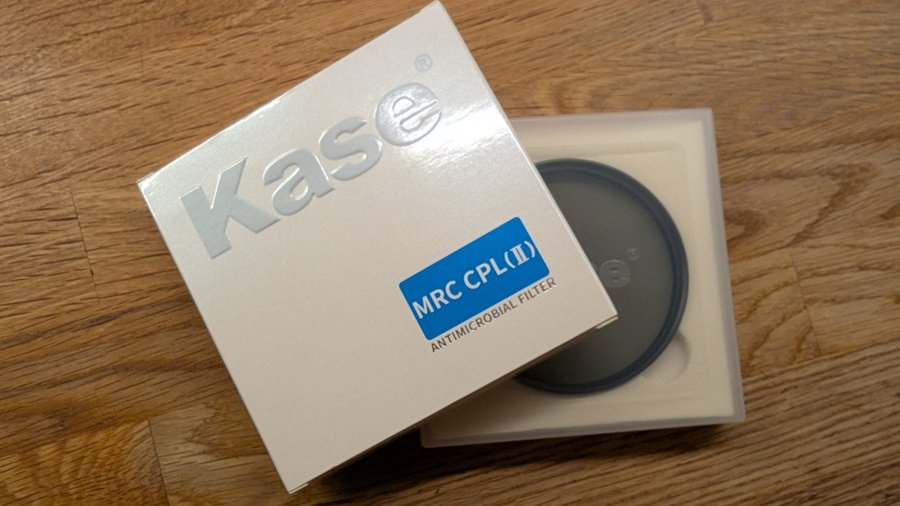 Kase®
MRC CPL(Ⅱ)
ANTIMICROBIAL FILTER
e®